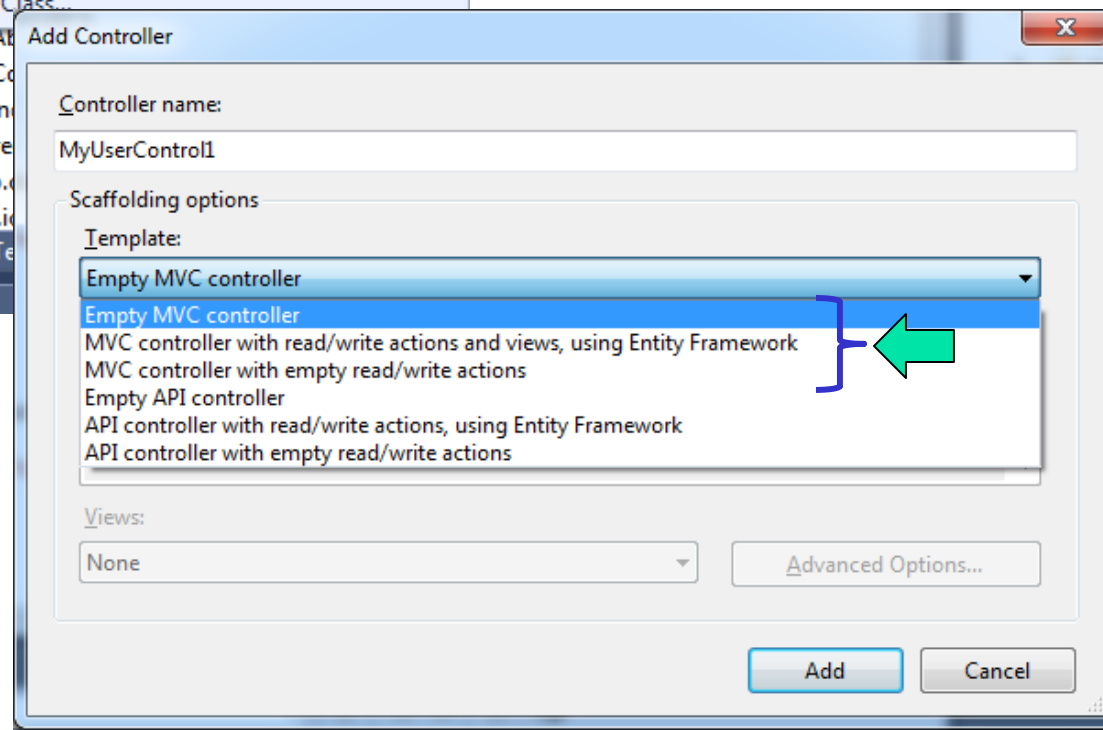 Class...
Add Controller
Controller name:
MyUserControl1
Scaffolding options
Template:
Empty MVC controller
Empty MVC controller
MVC controller with read/write actions and views, using Entity Framework
MVC controller with empty read/write actions
Empty API controller
API controller with read/write actions, using Entity Framework
API controller with empty read/write actions
Views:
None
Advanced Options...
Add
Cancel